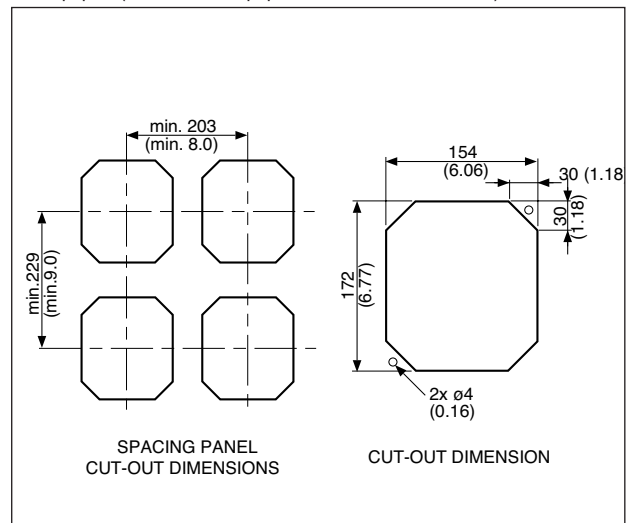 min. 203
(min. 8.0)
min.229
(min.9.0)
SPACING PANEL
CUT-OUT DIMENSIONS
154
(6.06)
30 (1.18
30
(1.18)
172
(6.77)
2x ø4
(0.16)
CUT-OUT DIMENSION